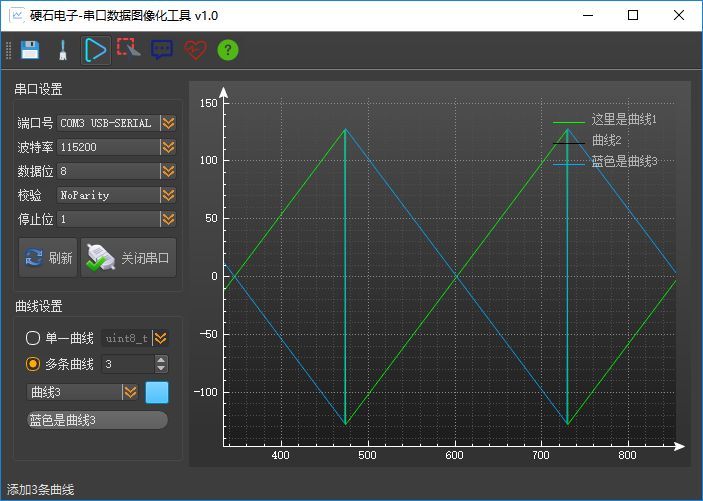 硬石电子-串口数据图像化工具 v1.0
?
串口设置
端口号 COM3 USB-SERIAL
波特率 115200
数据位 8
校验 NoParity
停止位 1
刷新 关闭串口
曲线设置
单一曲线 uint8_t
多条曲线 3
曲线3
蓝色是曲线3
150
100
50
0
−50
−100
400 500 600 700 800
这里是曲线1
曲线2
蓝色是曲线3
添加3条曲线